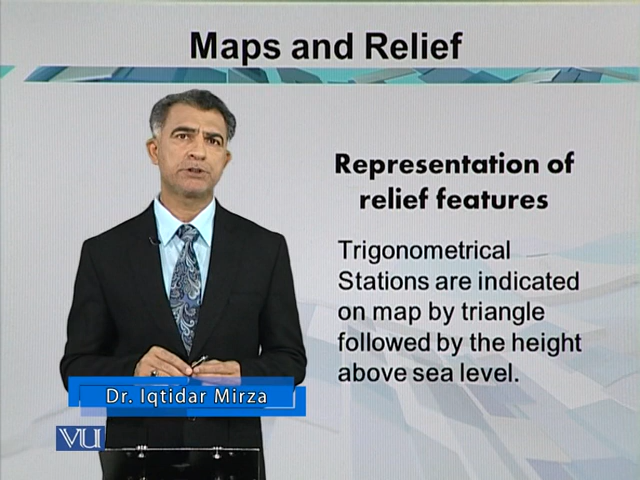 Maps and Relief
Representation of
relief features
Trigonometrical
Stations are indicated
on map by triangle
followed by the height
above sea level.
Dr. Iqtidar Mirza
VU